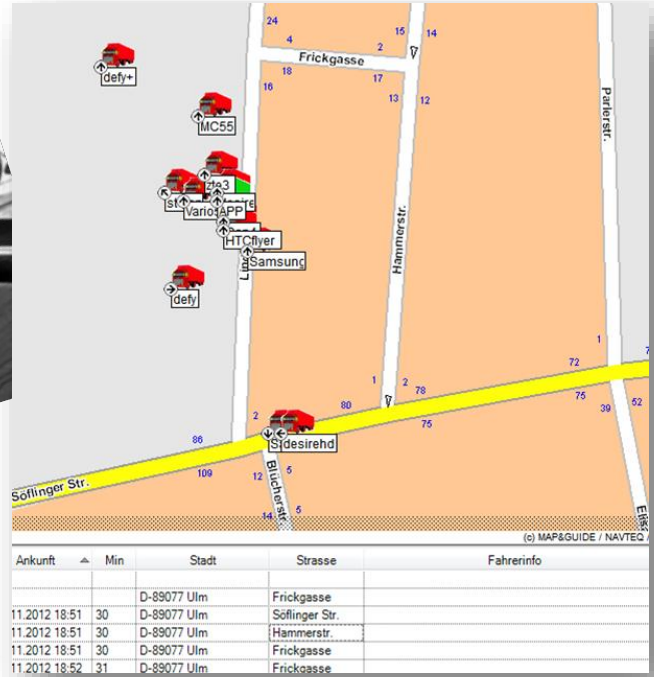 24
15
14
4
2
Frickgasse
18
17
16
13
12
defy+
MC55
Parlerstr.
zte3
Varios
APP
HTCflyer
Samsung
Hammerstr.
defy
1
7
72
1
2
78
75
39
52
80
75
2
desirehd
86
109
12
5
Söflinger Str.
Blücherstr.
14
5
(c) MAP&GUIDE / NAVTEQ /
Ankunft Min Stadt Strasse Fahrerinfo
D-89077 Ulm Frickgasse
11.2012 18:51 30 D-89077 Ulm Söflinger Str.
11.2012 18:51 30 D-89077 Ulm Hammerstr.
11.2012 18:51 30 D-89077 Ulm Frickgasse
11.2012 18:52 31 D-89077 Ulm Frickgasse